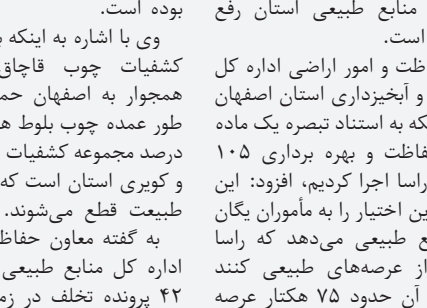 منابع طبیعی استان رفع
است.
ظت و امور اراضی اداره کل
و آبخیزداری استان اصفهان
که به استناد تبصره یک ماده
فاظت و بهره برداری ۱۰۵
راسا اجرا کردیم، افزود: این
ین اختیار را به مأموران یگان
ع طبیعی می‌دهد که راسا
از عرصه‌های طبیعی کنند
آن حدود ۷۵ هکتار عرصه
بوده است.
وی با اشاره به اینکه
کشفیات چوب قاچاق
همجوار به اصفهان حم
طور عمده چوب بلوط ه
درصد مجموعه کشفیات
و کویری استان است که
طبیعت قطع می‌شوند.
به گفته معاون حفاظ
اداره کل منابع طبیعی
۴۲ پرونده تخلف در زم